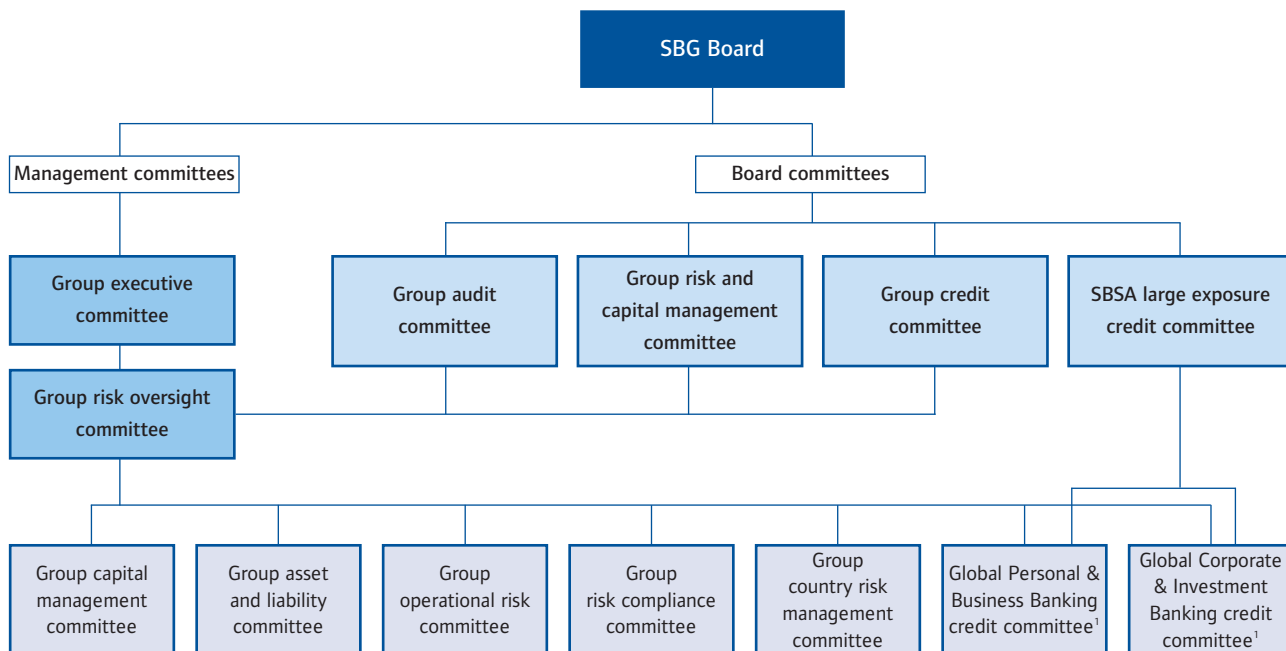 SBG Board
Management committees
Board committees
Group executive
committee
Group audit
committee
Group risk and
capital management
committee
Group credit
committee
SBSA large exposure
credit committee
Group risk oversight
committee
Group capital
management
committee
Group asset
and liability
committee
Group
operational risk
committee
Group
risk compliance
committee
Group
country risk
management
committee
Global Personal &
Business Banking
credit committee¹
Global Corporate
& Investment
Banking credit
committee¹